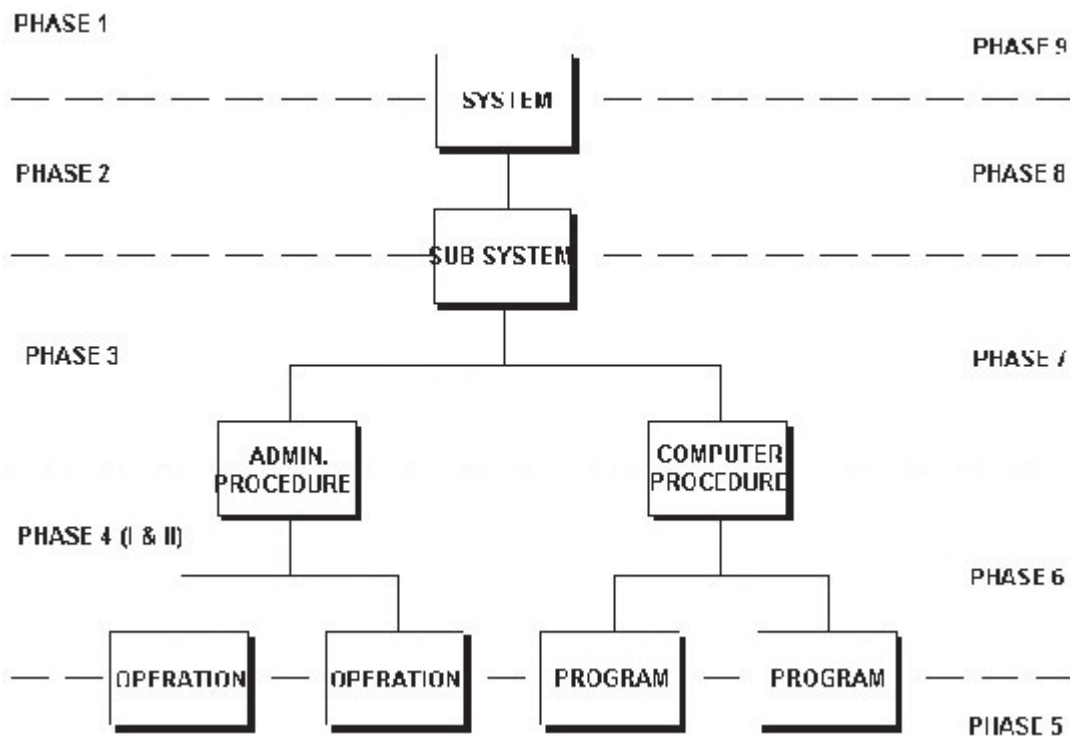 PHASE 1
PHASE 9
SYSTEM
PHASE 2
PHASE 8
SUB SYSTEM
PHASE 3
PHASE 7
ADMIN.
PROCEDURE
COMPUTER
PROCEDURE
PHASE 4 (I & II)
PHASE 6
OPERATION
OPERATION
PROGRAM
PROGRAM
PHASE 5